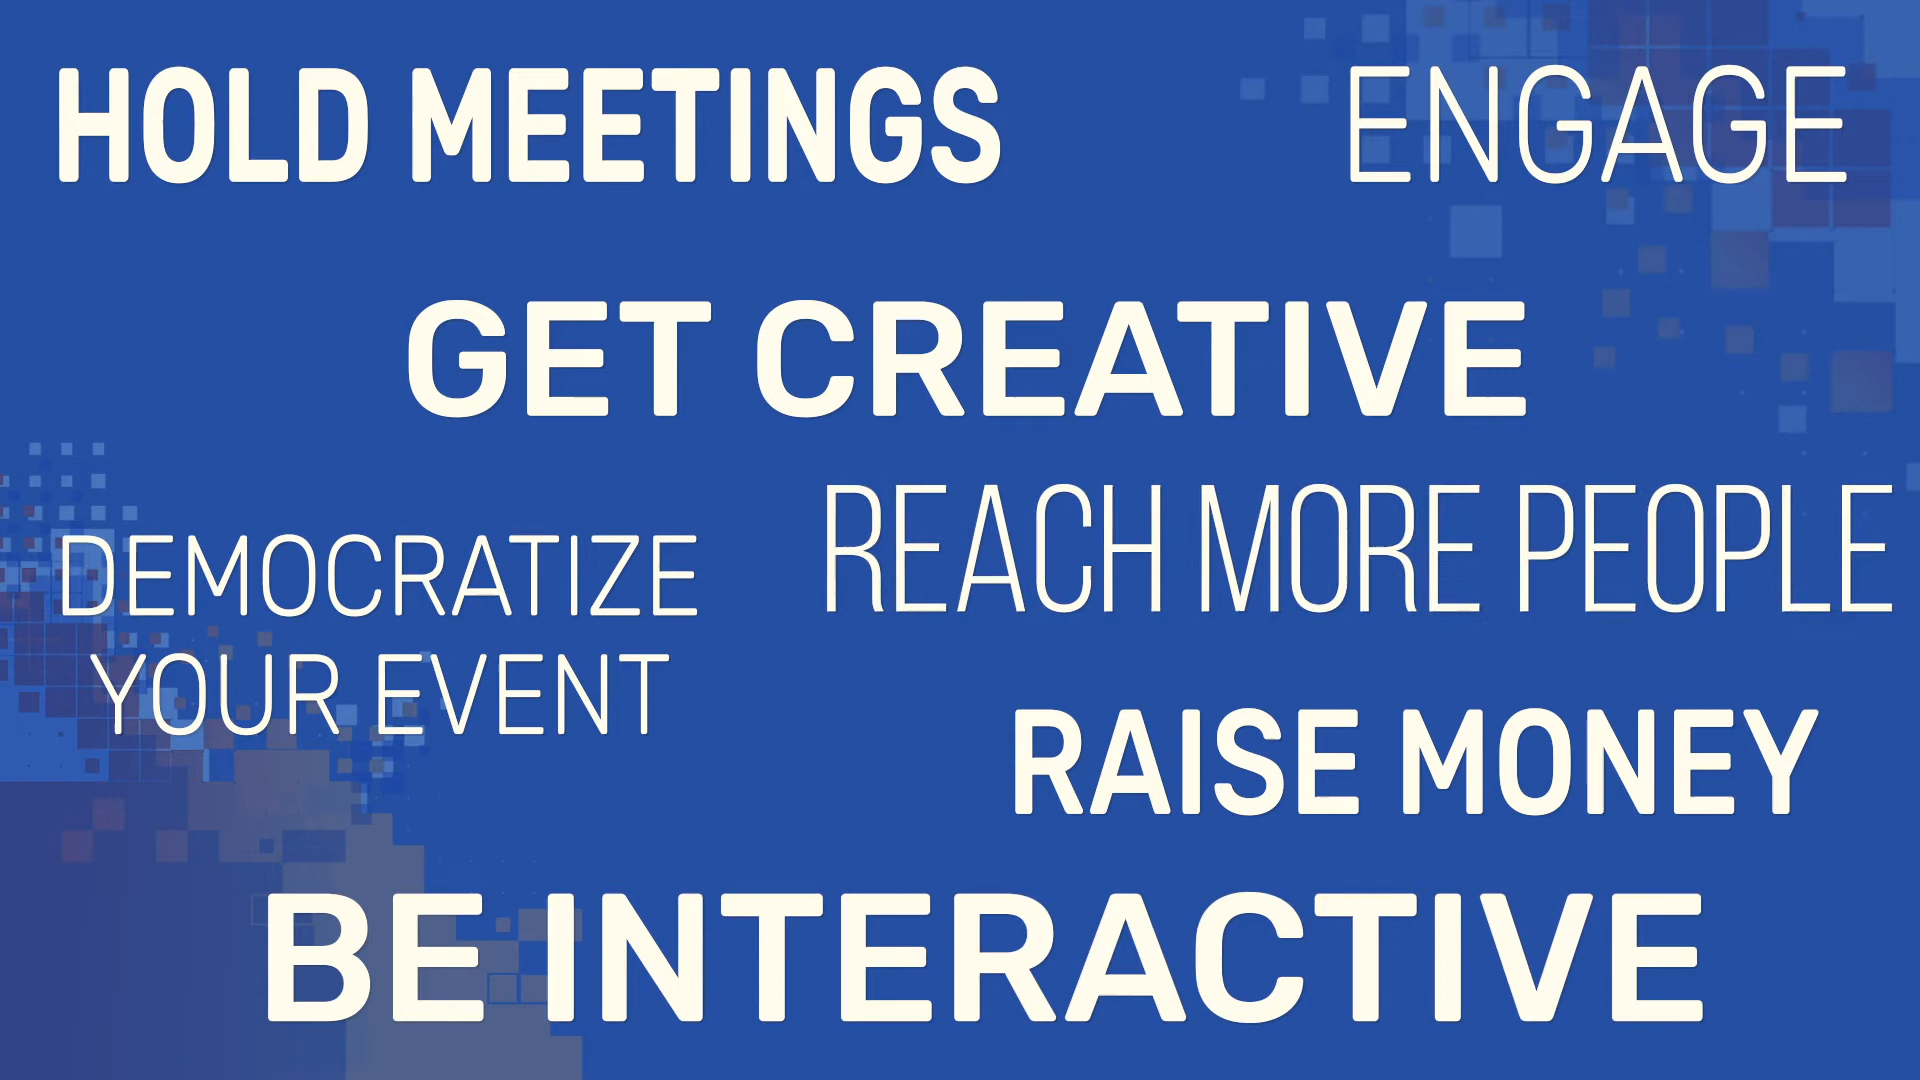 HOLD MEETINGS
ENGAGE
GET CREATIVE
REACH MORE PEOPLE
DEMOCRATIZE
YOUR EVENT
RAISE MONEY
BE INTERACTIVE